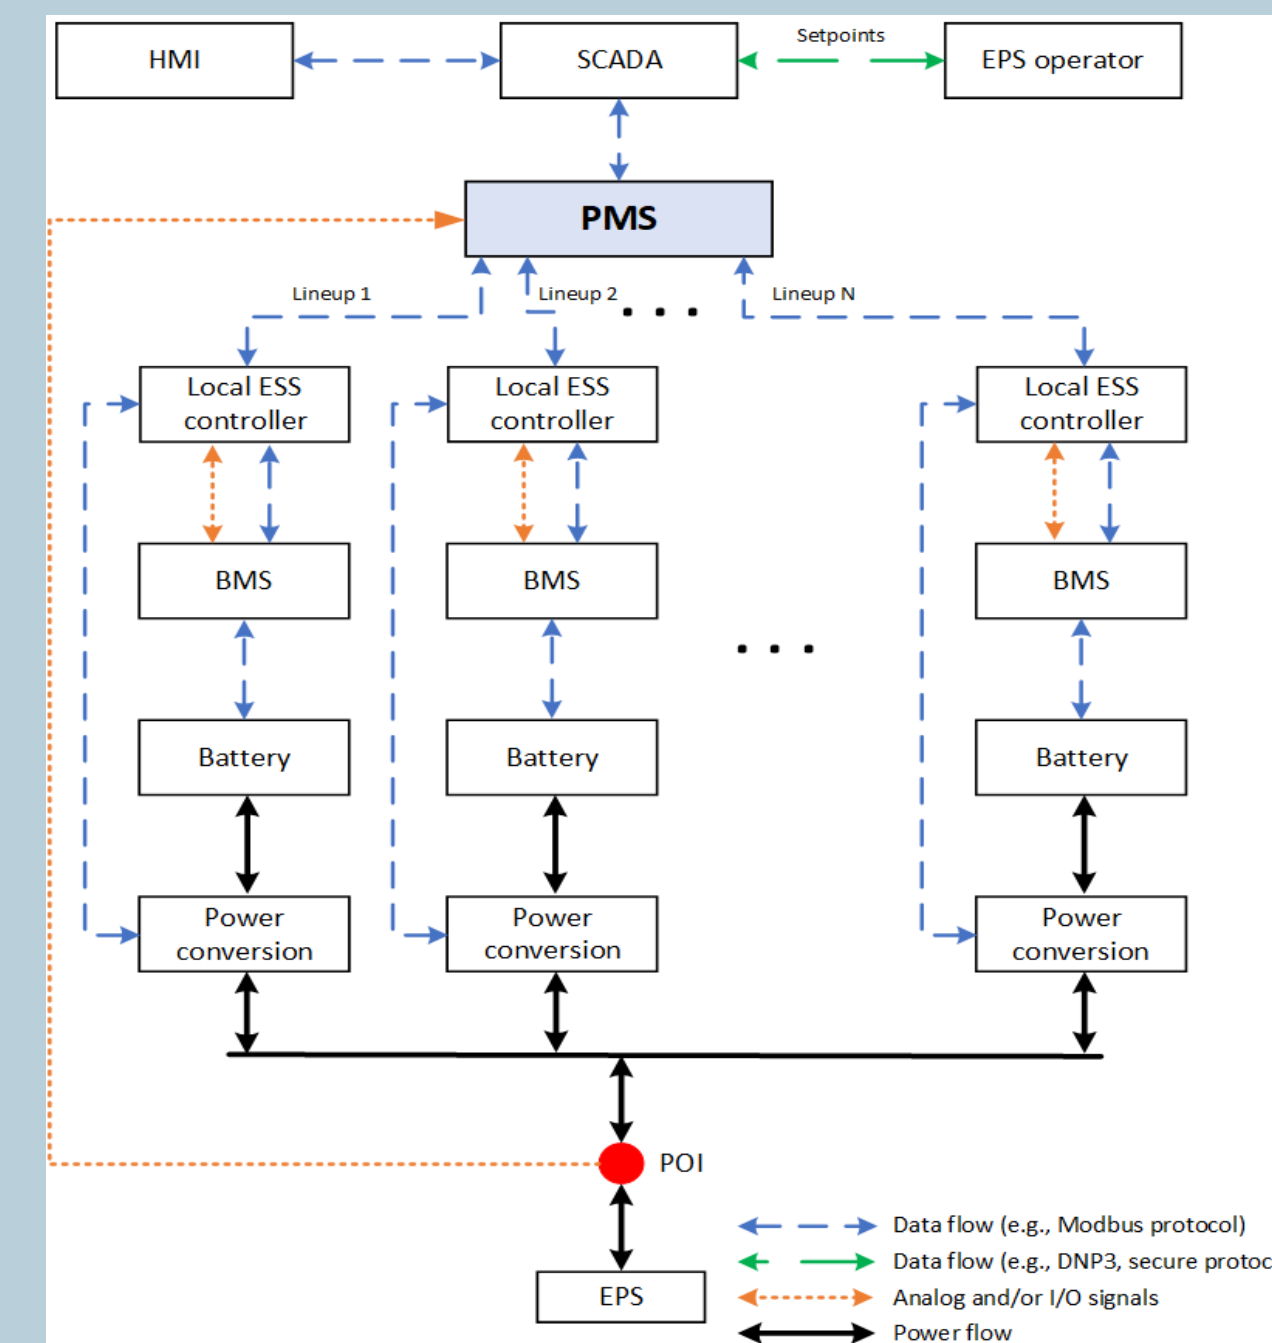 HMI
SCADA
Setpoints
EPS operator
PMS
Lineup 1
Lineup 2
. . .
Lineup N
Local ESS
controller
Local ESS
controller
Local ESS
controller
BMS
BMS
BMS
. . .
Battery
Battery
Battery
Power
conversion
Power
conversion
Power
conversion
POI
EPS
Data flow (e.g., Modbus protocol)
Data flow (e.g., DNP3, secure protoc
Analog and/or I/O signals
Power flow